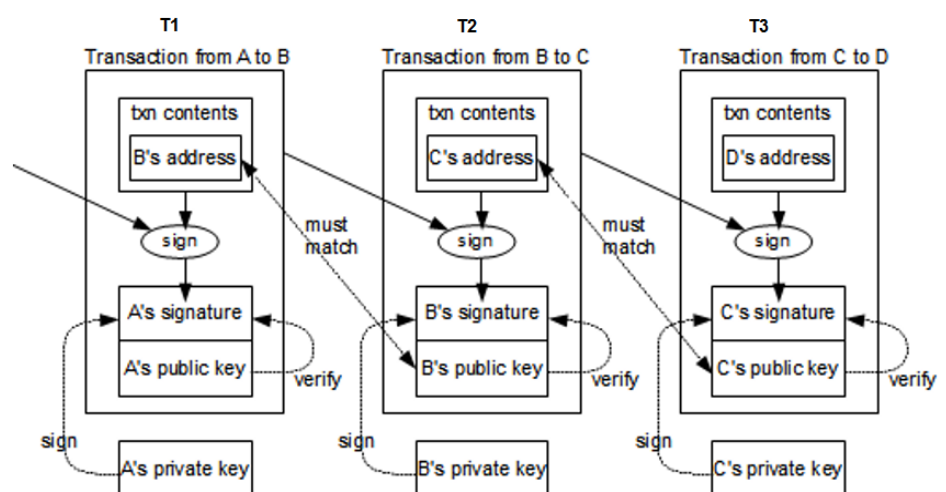 T1
Transaction from A to B
txn contents
B's address
sign
A's signature
A's public key
verify
sign
A's private key
must
match
T2
Transaction from B to C
txn contents
C's address
sign
B's signature
B's public key
verify
sign
B's private key
must
match
T3
Transaction from C to D
txn contents
D's address
sign
C's signature
C's public key
verify
sign
C's private key